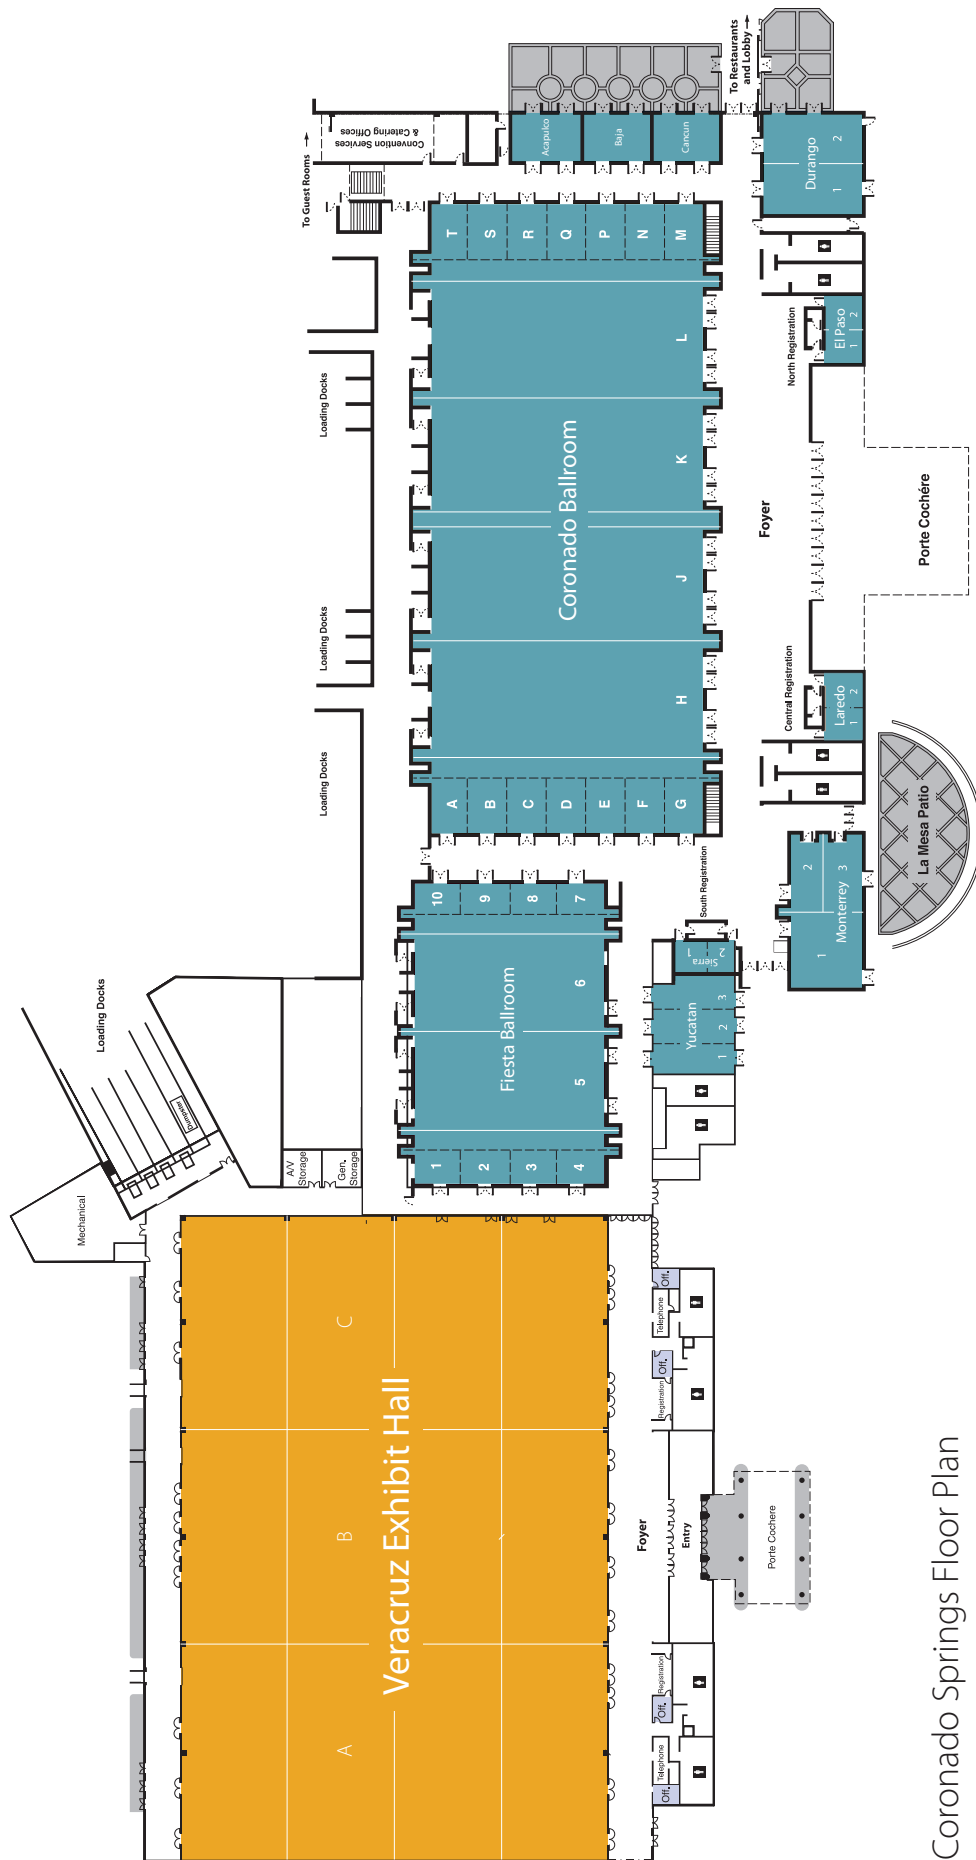 Coronado Springs Floor Plan
Veracruz Exhibit Hall
A
B
C
Mechanical
Loading Docks
Dumpster
A/V
Storage
Gen.
Storage
Foyer
Entry
Porte Cochere
Off.
Telephone
Off.
Registration
Registration
Off.
Telephone
Off.
Fiesta Ballroom
1
2
3
4
5
6
7
8
9
10
Yucatan
1
2
3
Sierra
1
2
South Registration
Monterrey
1
2
3
La Mesa Patio
Loading Docks
Loading Docks
Loading Docks
Coronado Ballroom
A
B
C
D
E
F
G
H
J
K
L
M
N
P
Q
R
S
T
Central Registration
Laredo
1
2
Foyer
Porte Cochére
North Registration
El Paso
1
2
Durango
1
2
To Guest Rooms →
Convention Services
& Catering Offices
Acapulco
Baja
Cancun
To Restaurants
and Lobby →